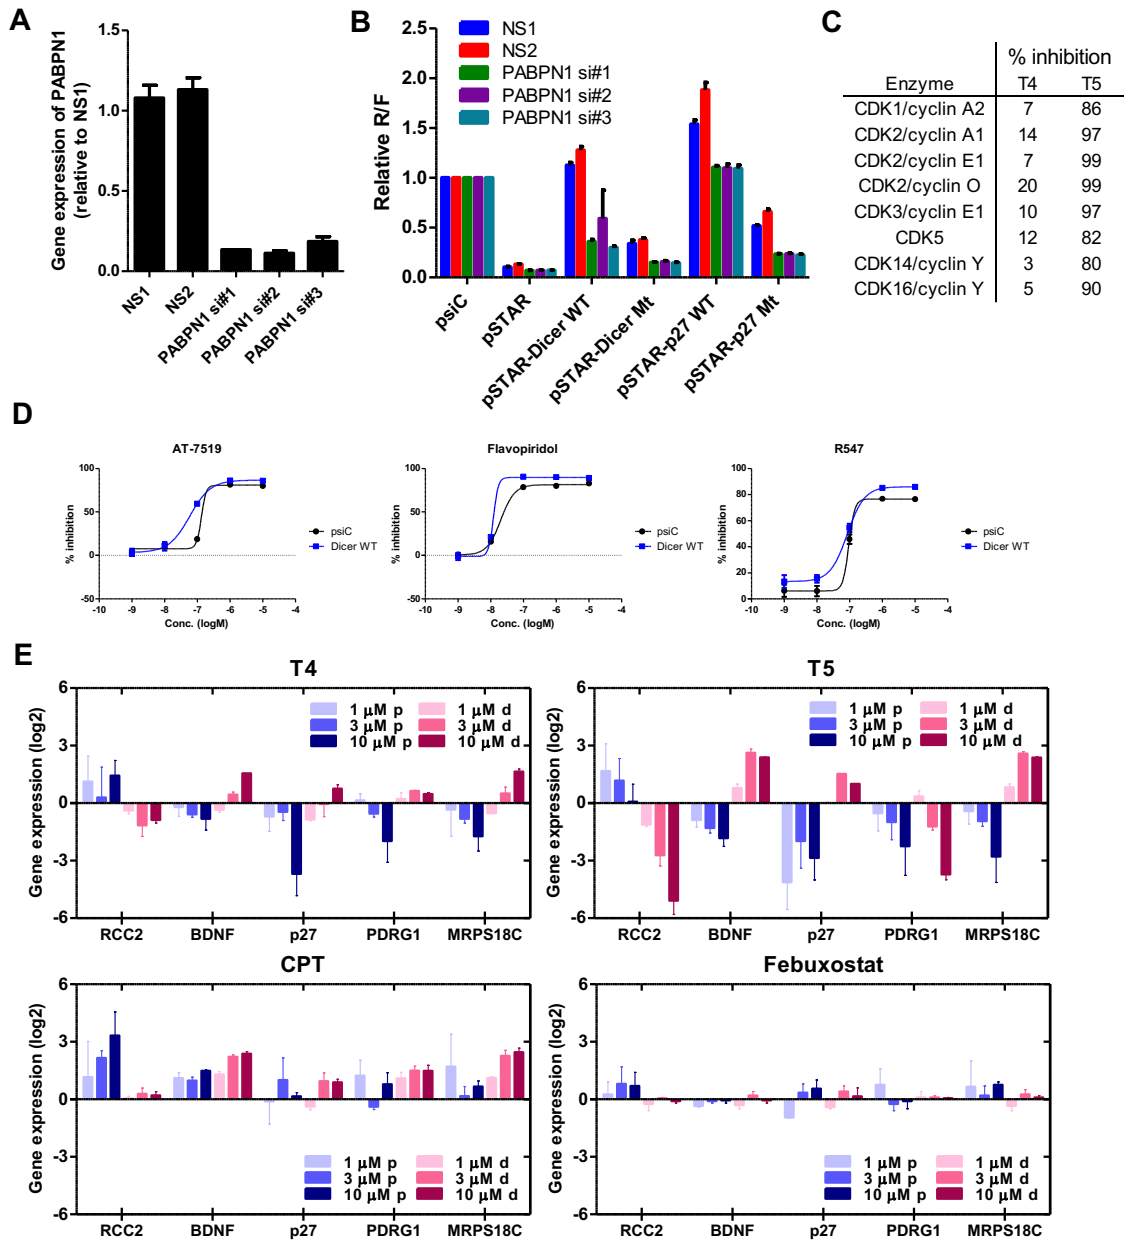 A
Gene expression of PABPN1
(relative to NS1)
1.5
1.0
0.5
0.0
NS1
NS2
PABPN1 si#1
PABPN1 si#2
PABPN1 si#3
B
Relative R/F
2.5
2.0
1.5
1.0
0.5
0.0
NS1
NS2
PABPN1 si#1
PABPN1 si#2
PABPN1 si#3
psiC
pSTAR
pSTAR-Dicer WT
pSTAR-Dicer Mt
pSTAR-p27 WT
pSTAR-p27 Mt
C
% inhibition
Enzyme T4 T5
CDK1/cyclin A2 7 86
CDK2/cyclin A1 14 97
CDK2/cyclin E1 7 99
CDK2/cyclin O 20 99
CDK3/cyclin E1 10 97
CDK5 12 82
CDK14/cyclin Y 3 80
CDK16/cyclin Y 5 90
D
AT-7519
% inhibition
100
50
0
-50
-10 -9 -8 -7 -6 -5 -4
Conc. (logM)
psiC
Dicer WT
Flavopiridol
% inhibition
100
50
0
-50
-10 -9 -8 -7 -6 -5 -4
Conc. (logM)
psiC
Dicer WT
R547
% inhibition
100
80
60
40
20
0
-10 -9 -8 -7 -6 -5 -4
Conc. (logM)
psiC
Dicer WT
E
T4
Gene expression (log2)
6
3
0
-3
-6
1 µM p 1 µM d
3 µM p 3 µM d
10 µM p 10 µM d
RCC2 BDNF p27 PDRG1 MRPS18C
T5
Gene expression (log2)
6
3
0
-3
-6
1 µM p 1 µM d
3 µM p 3 µM d
10 µM p 10 µM d
RCC2 BDNF p27 PDRG1 MRPS18C
CPT
Gene expression (log2)
6
3
0
-3
-6
1 µM p 1 µM d
3 µM p 3 µM d
10 µM p 10 µM d
RCC2 BDNF p27 PDRG1 MRPS18C
Febuxostat
Gene expression (log2)
6
3
0
-3
-6
1 µM p 1 µM d
3 µM p 3 µM d
10 µM p 10 µM d
RCC2 BDNF p27 PDRG1 MRPS18C